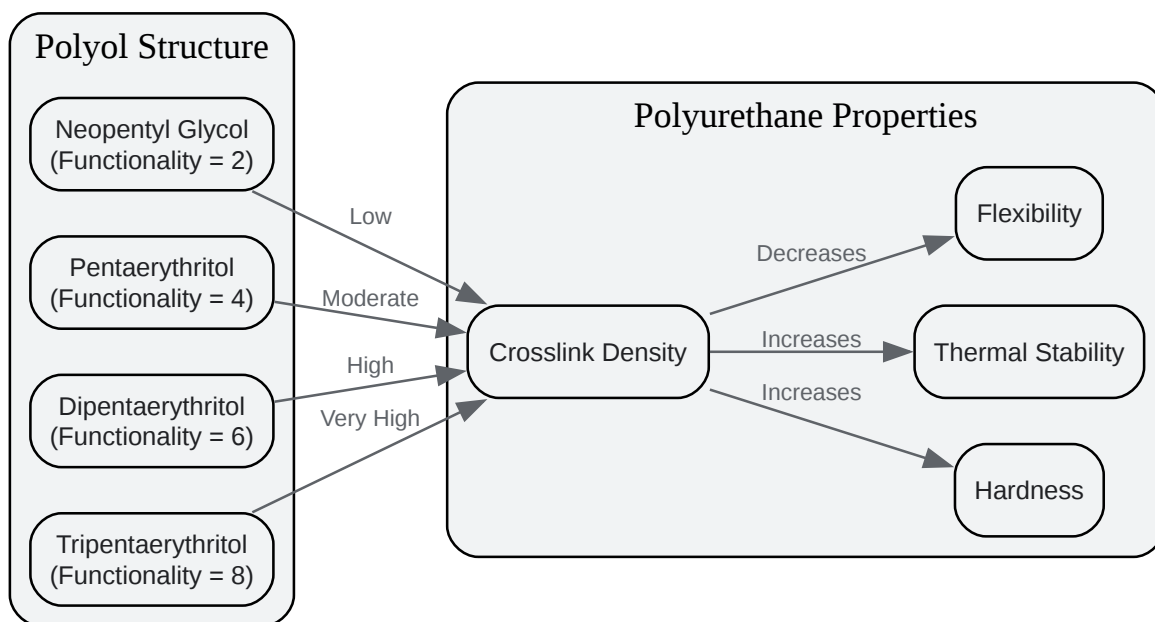 Polyol Structure
Neopentyl Glycol
(Functionality = 2)
Pentaerythritol
(Functionality = 4)
Dipentaerythritol
(Functionality = 6)
Tripentaerythritol
(Functionality = 8)
Low
Moderate
High
Very High
Polyurethane Properties
Crosslink Density
Decreases
Increases
Increases
Flexibility
Thermal Stability
Hardness